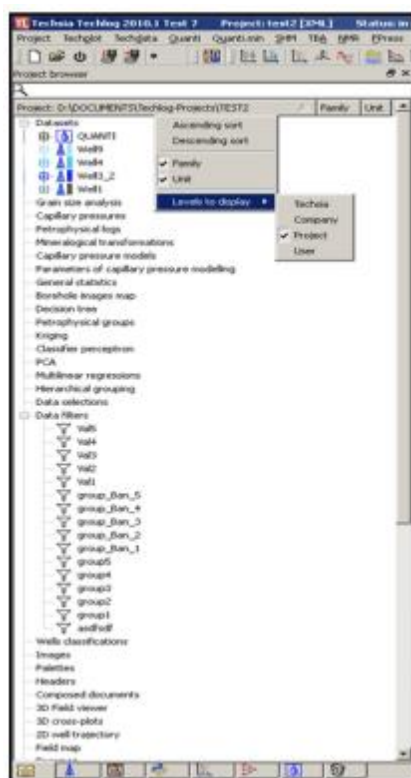 Techsia Techlog 2010.1 Test 7 Project: test2 [XML] Status: in
Project Techplot Techdata Quanti Quanti.min SHM TBA NMR FPress
Project browser
Project: D:\DOCUMENTS\Techlog-Projects\TEST2 Family Unit
Datasets
QUANTI
Well5
Well4
Well3_2
Well1
Ascending sort
Descending sort
Family
Unit
Levels to display
Techsia
Company
Project
User
Grain size analysis
Capillary pressures
Petrophysical logs
Mineralogical transformations
Capillary pressure models
Parameters of capillary pressure modelling
General statistics
Borehole images map
Decision tree
Petrophysical groups
Kriging
Classifier perceptron
PCA
Multilinear regressions
Hierarchical grouping
Data selections
Data filters
Val5
Val4
Val3
Val2
Val1
group_Ban_5
group_Ban_4
group_Ban_3
group_Ban_2
group_Ban_1
group5
group4
group3
group2
group1
asdfsdf
Wells classifications
Images
Palettes
Headers
Composed documents
3D Field viewer
3D cross-plots
2D well trajectory
Field map